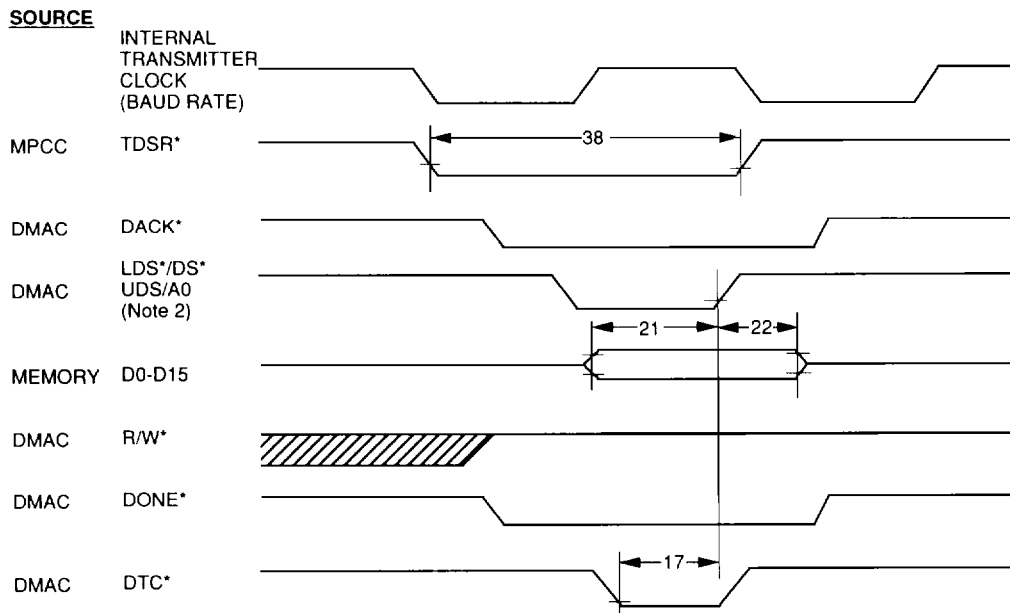 SOURCE
INTERNAL
TRANSMITTER
CLOCK
(BAUD RATE)
MPCC TDSR*
38
DMAC DACK*
LDS*/DS*
DMAC UDS/A0
(Note 2)
21 22
MEMORY D0-D15
DMAC R/W*
DMAC DONE*
17
DMAC DTC*